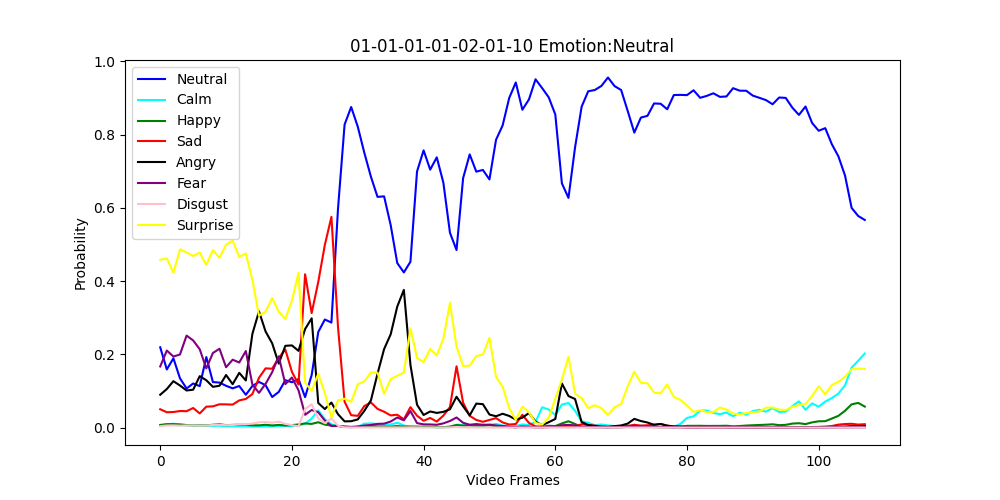 01-01-01-01-02-01-10 Emotion:Neutral
1.0
0.8
0.6
0.4
0.2
0.0
Probability
Neutral
Calm
Happy
Sad
Angry
Fear
Disgust
Surprise
0 20 40 60 80 100
Video Frames